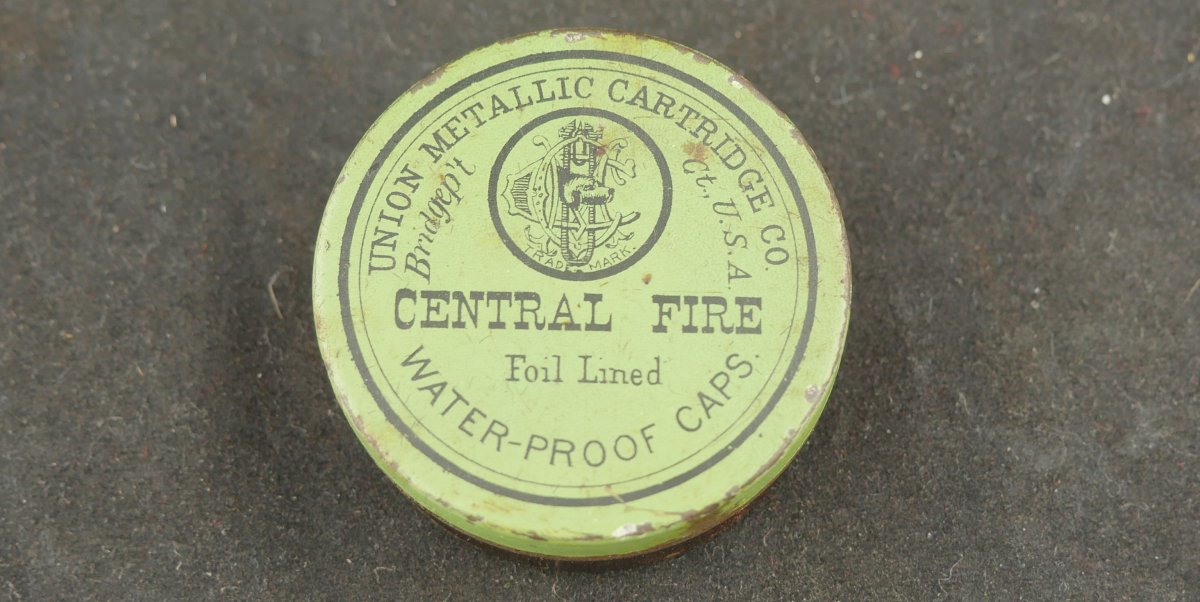 UNION METALLIC CARTRIDGE CO.
Bridgep't Ct., U.S.A
TRADE MARK
CENTRAL FIRE
Foil Lined
WATER-PROOF CAPS.